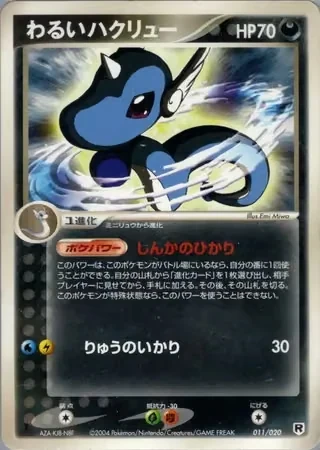 わるいハクリュー HP70
Illus.Emi Miwa
1進化 ミニリュウから進化
ポケパワー しんかのひかり
このパワーは、このポケモンがバトル場にいるなら、自分の番に1回使
うことができる。自分の山札から「進化カード」を1枚選び出し、相手
プレイヤーに見せてから、手札に加える。その後、その山札を切る。
このポケモンが特殊状態なら、このパワーは使えない。
りゅうのいかり 30
弱点 抵抗力 -30 にげる
©2004 Pokémon/Nintendo/Creatures/GAME FREAK 011/020
R